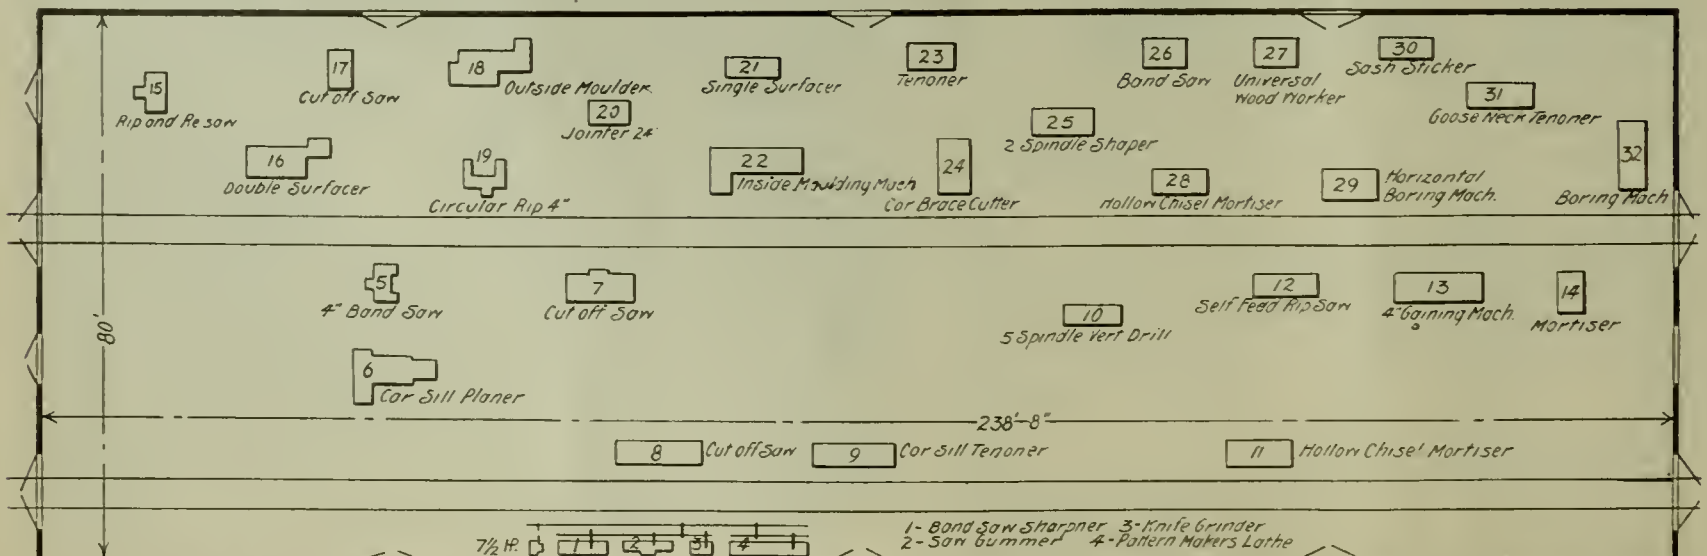 15
Rip and Resaw
17
Cut off Saw
18
Outside Moulder
20
Jointer 24"
21
Single Surfacer
23
Tenoner
26
Band Saw
27
Universal
Wood Worker
30
Sash Sticker
31
Goose Neck Tenoner
16
Double Surfacer
19
Circular Rip 4"
22
Inside Moulding Mach
24
Car Brace Cutter
25
2 Spindle Shaper
28
Hollow Chisel Mortiser
29
Horizontal
Boring Mach.
32
Boring Mach
5
4" Band Saw
7
Cut off Saw
10
5 Spindle Vert Drill
12
Self Feed Rip Saw
13
4" Gaining Mach.
14
Mortiser
80'
6
Car Sill Planer
238'-8"
8 Cut off Saw
9 Car Sill Tenoner
11 Hollow Chisel Mortiser
7½ HP. 1 2 3 4
1- Band Saw Sharpner 3- Knife Grinder
2- Saw Gummer 4- Pattern Makers Lathe